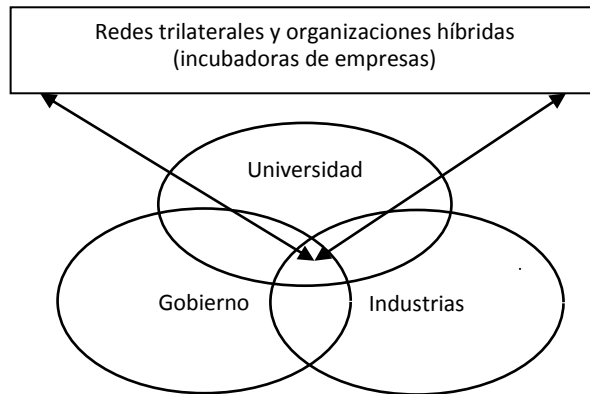 Redes trilaterales y organizaciones híbridas
(incubadoras de empresas)
Universidad
Gobierno
Industrias